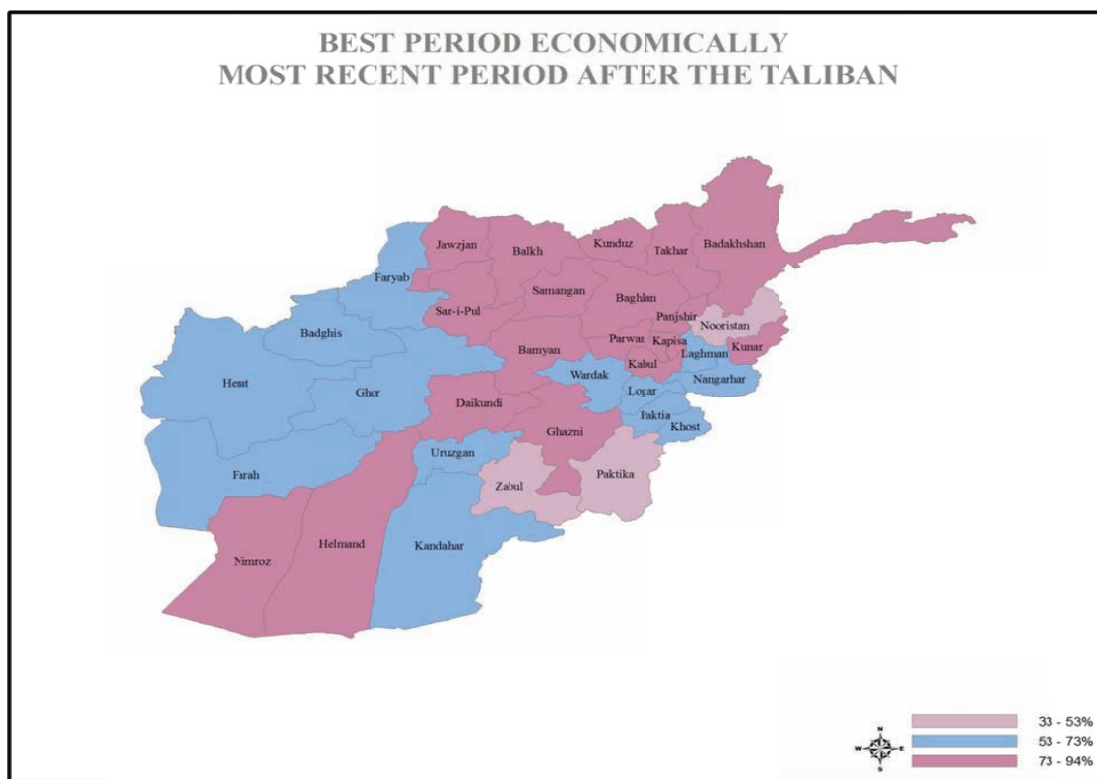 BEST PERIOD ECONOMICALLY
MOST RECENT PERIOD AFTER THE TALIBAN
Jawzjan
Balkh
Kunduz
Takhar
Badakhshan
Faryab
Sar-i-Pul
Samangan
Baghlan
Panjshir
Nooristan
Badghis
Bamyan
Parwan
Kapisa
Laghman
Kunar
Kabul
Herat
Ghor
Wardak
Nangarhar
Logar
Daikundi
Paktia
Khost
Ghazni
Uruzgan
Farah
Zabul
Paktika
Nimroz
Helmand
Kandahar
N
W E
S
33 - 53%
53 - 73%
73 - 94%